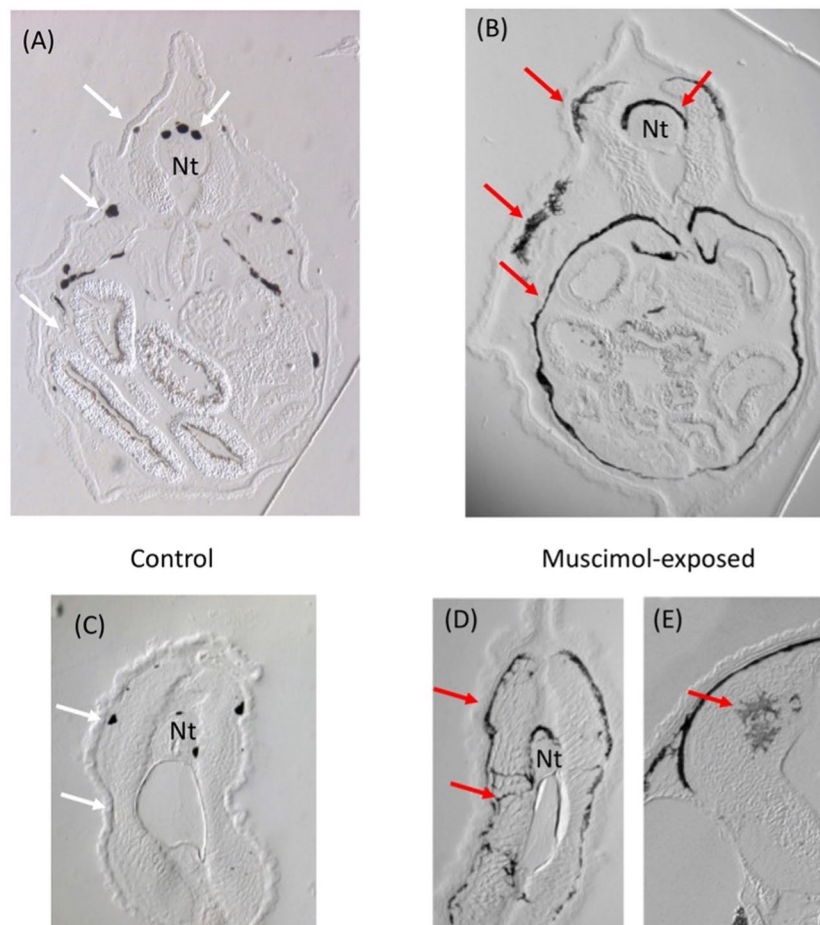 (A)
(B)
Nt
Nt
Control
Muscimol-exposed
(C)
(D)
(E)
Nt
Nt